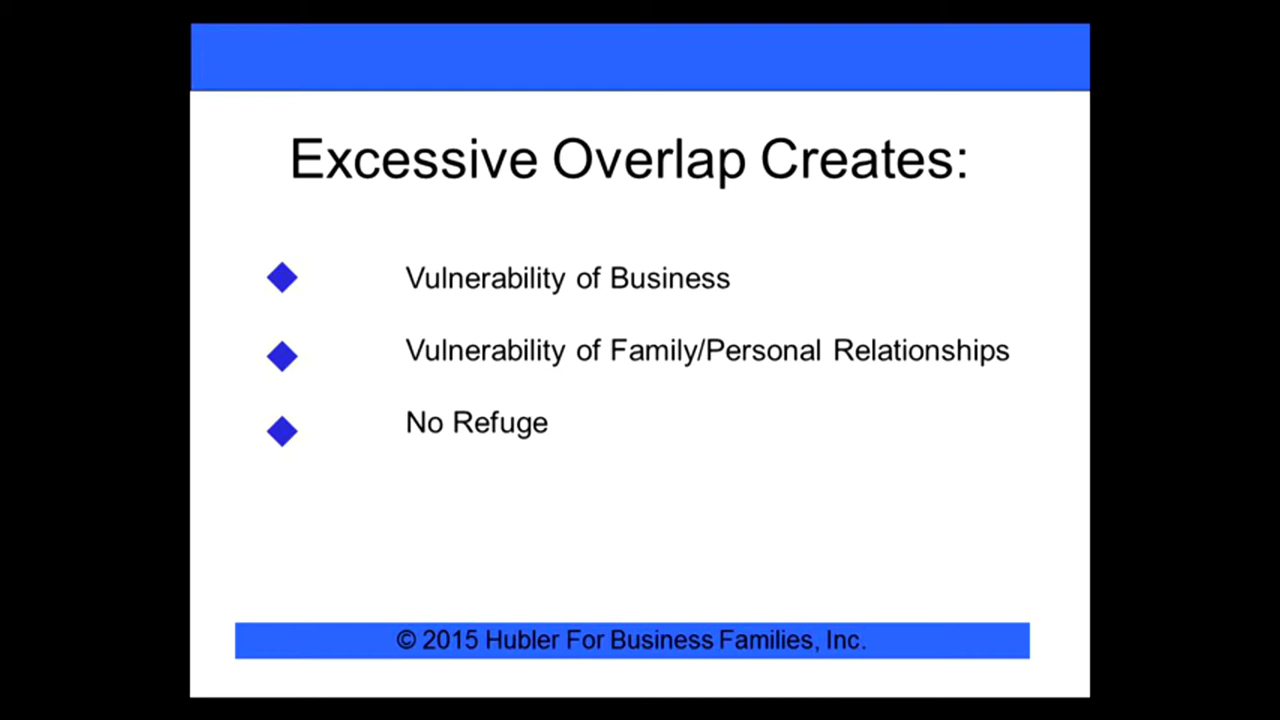 Excessive Overlap Creates:
Vulnerability of Business
Vulnerability of Family/Personal Relationships
No Refuge
© 2015 Hubler For Business Families, Inc.